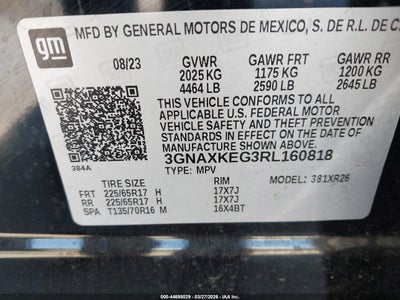 gm
MFD BY GENERAL MOTORS DE MEXICO, S. DE R.L. DE
08/23 GVWR GAWR FRT GAWR RR
2025 KG 1175 KG 1200 KG
4464 LB 2590 LB 2645 LB
THIS VEHICLE CONFORMS TO ALL
APPLICABLE U.S. FEDERAL MOTOR
VEHICLE SAFETY, BUMPER, AND THEFT
PREVENTION STANDARDS IN EFFECT ON THE
DATE OF MANUFACTURE SHOWN ABOVE.
3GNAXKEG3RL160818
384A TYPE: MPV MODEL: 381XR26
TIRE SIZE RIM
FRT 225/65R17 H 17X7J
RR 225/65R17 H 17X7J
SPA T135/70R16 M 16X4BT
(000-44698029 - 03/27/2026 - IAA)